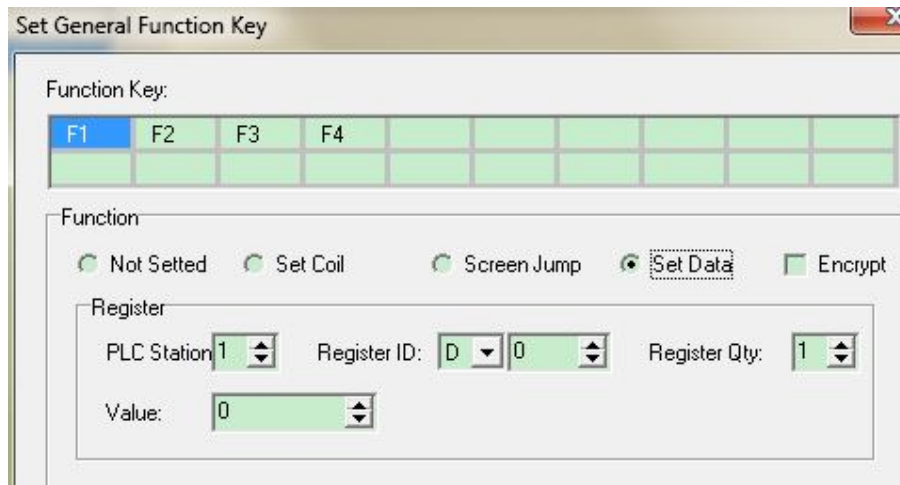 Set General Function Key
Function Key:
F1 F2 F3 F4
Function
Not Setted Set Coil Screen Jump Set Data Encrypt
Register
PLC Station 1 Register ID: D 0 Register Qty: 1
Value: 0